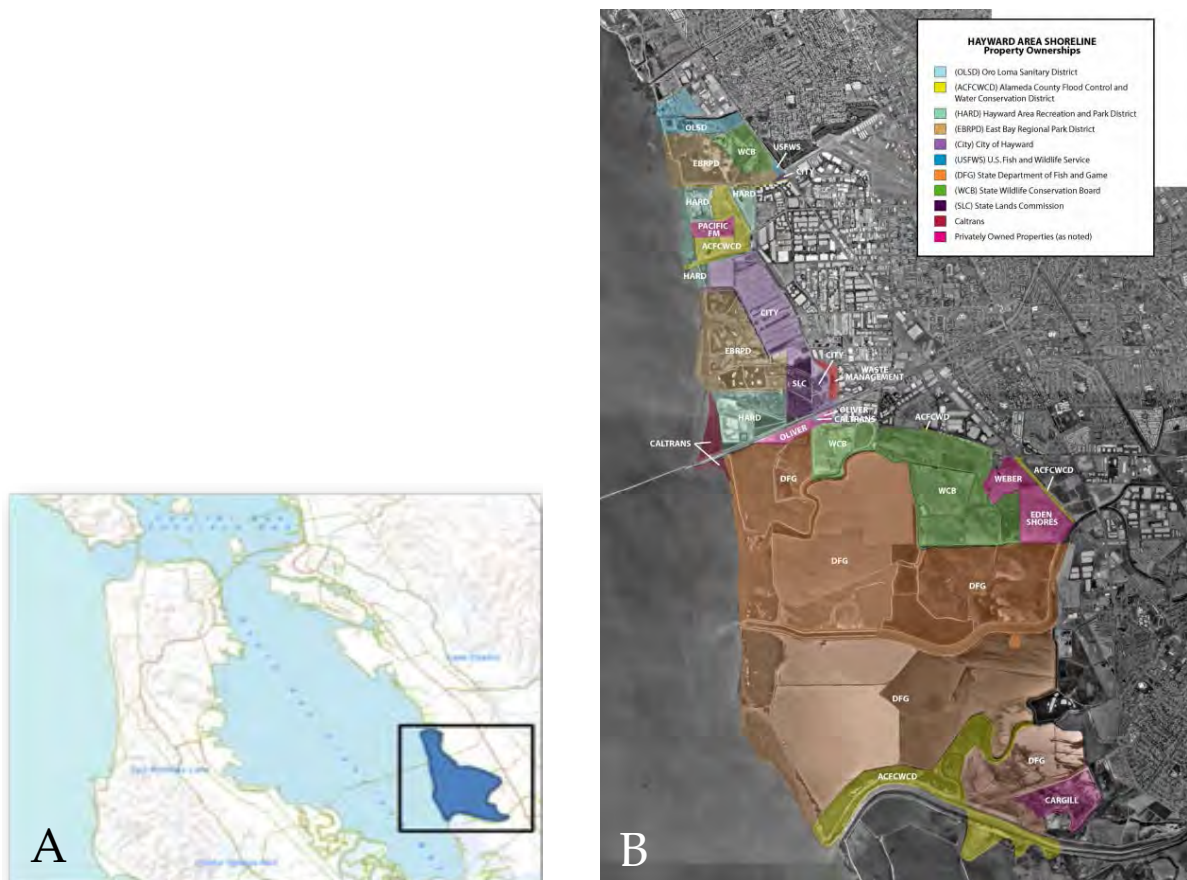 HAYWARD AREA SHORELINE
Property Ownerships
(OLSD) Oro Loma Sanitary District
(ACFCWCD) Alameda County Flood Control and
Water Conservation District
(HARD) Hayward Area Recreation and Park District
(EBRPD) East Bay Regional Park District
(City) City of Hayward
(USFWS) U.S. Fish and Wildlife Service
(DFG) State Department of Fish and Game
(WCB) State Wildlife Conservation Board
(SLC) State Lands Commission
Caltrans
Privately Owned Properties (as noted)
OLSD
WCB
USFWS
EBRPD
CITY
HARD
HARD
PACIFIC
FM
ACFCWCD
HARD
CITY
EBRPD
CITY
SLC
WASTE
MANAGEMENT
OLIVER
CALTRANS
HARD
OLIVER
ACFCWD
CALTRANS
WCB
DFG
WCB
WEBER
ACFCWCD
EDEN
SHORES
DFG
DFG
DFG
DFG
ACFCWCD
CARGILL
A
B